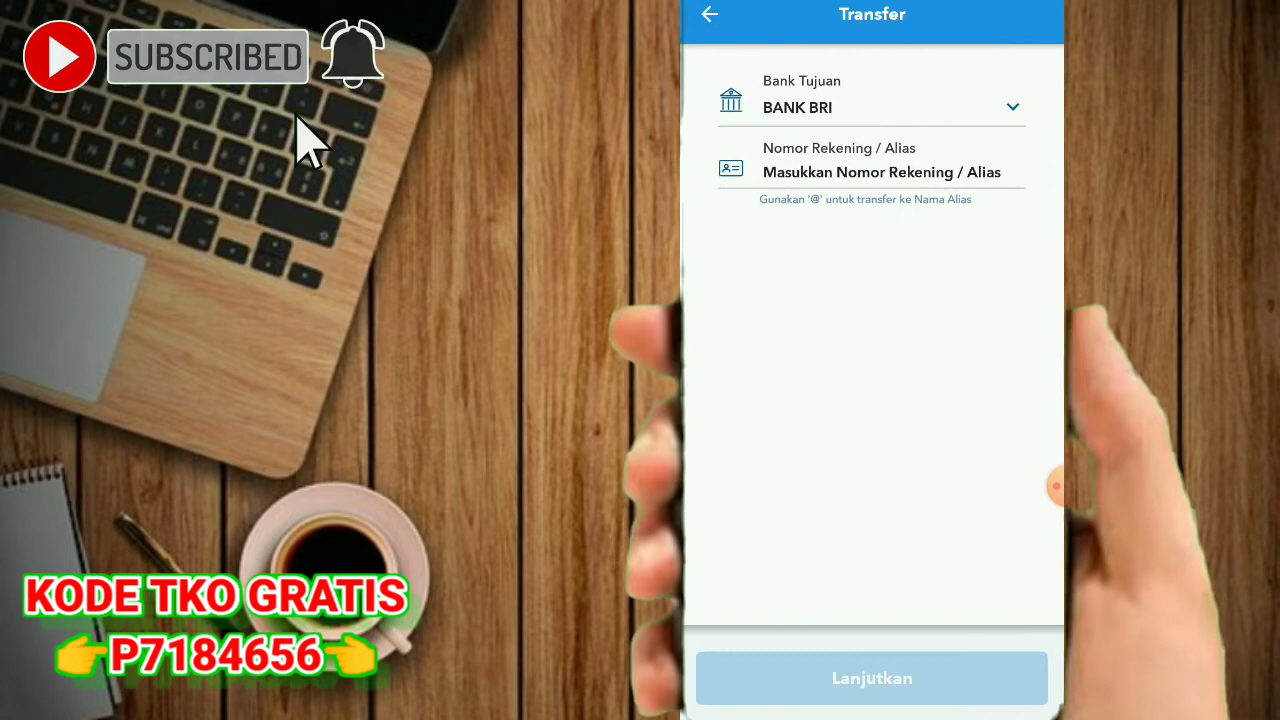 SUBSCRIBED
Transfer
Bank Tujuan
BANK BRI
Nomor Rekening / Alias
Masukkan Nomor Rekening / Alias
Gunakan '@' untuk transfer ke Nama Alias
Lanjutkan
KODE TKO GRATIS
👉P7184656👈